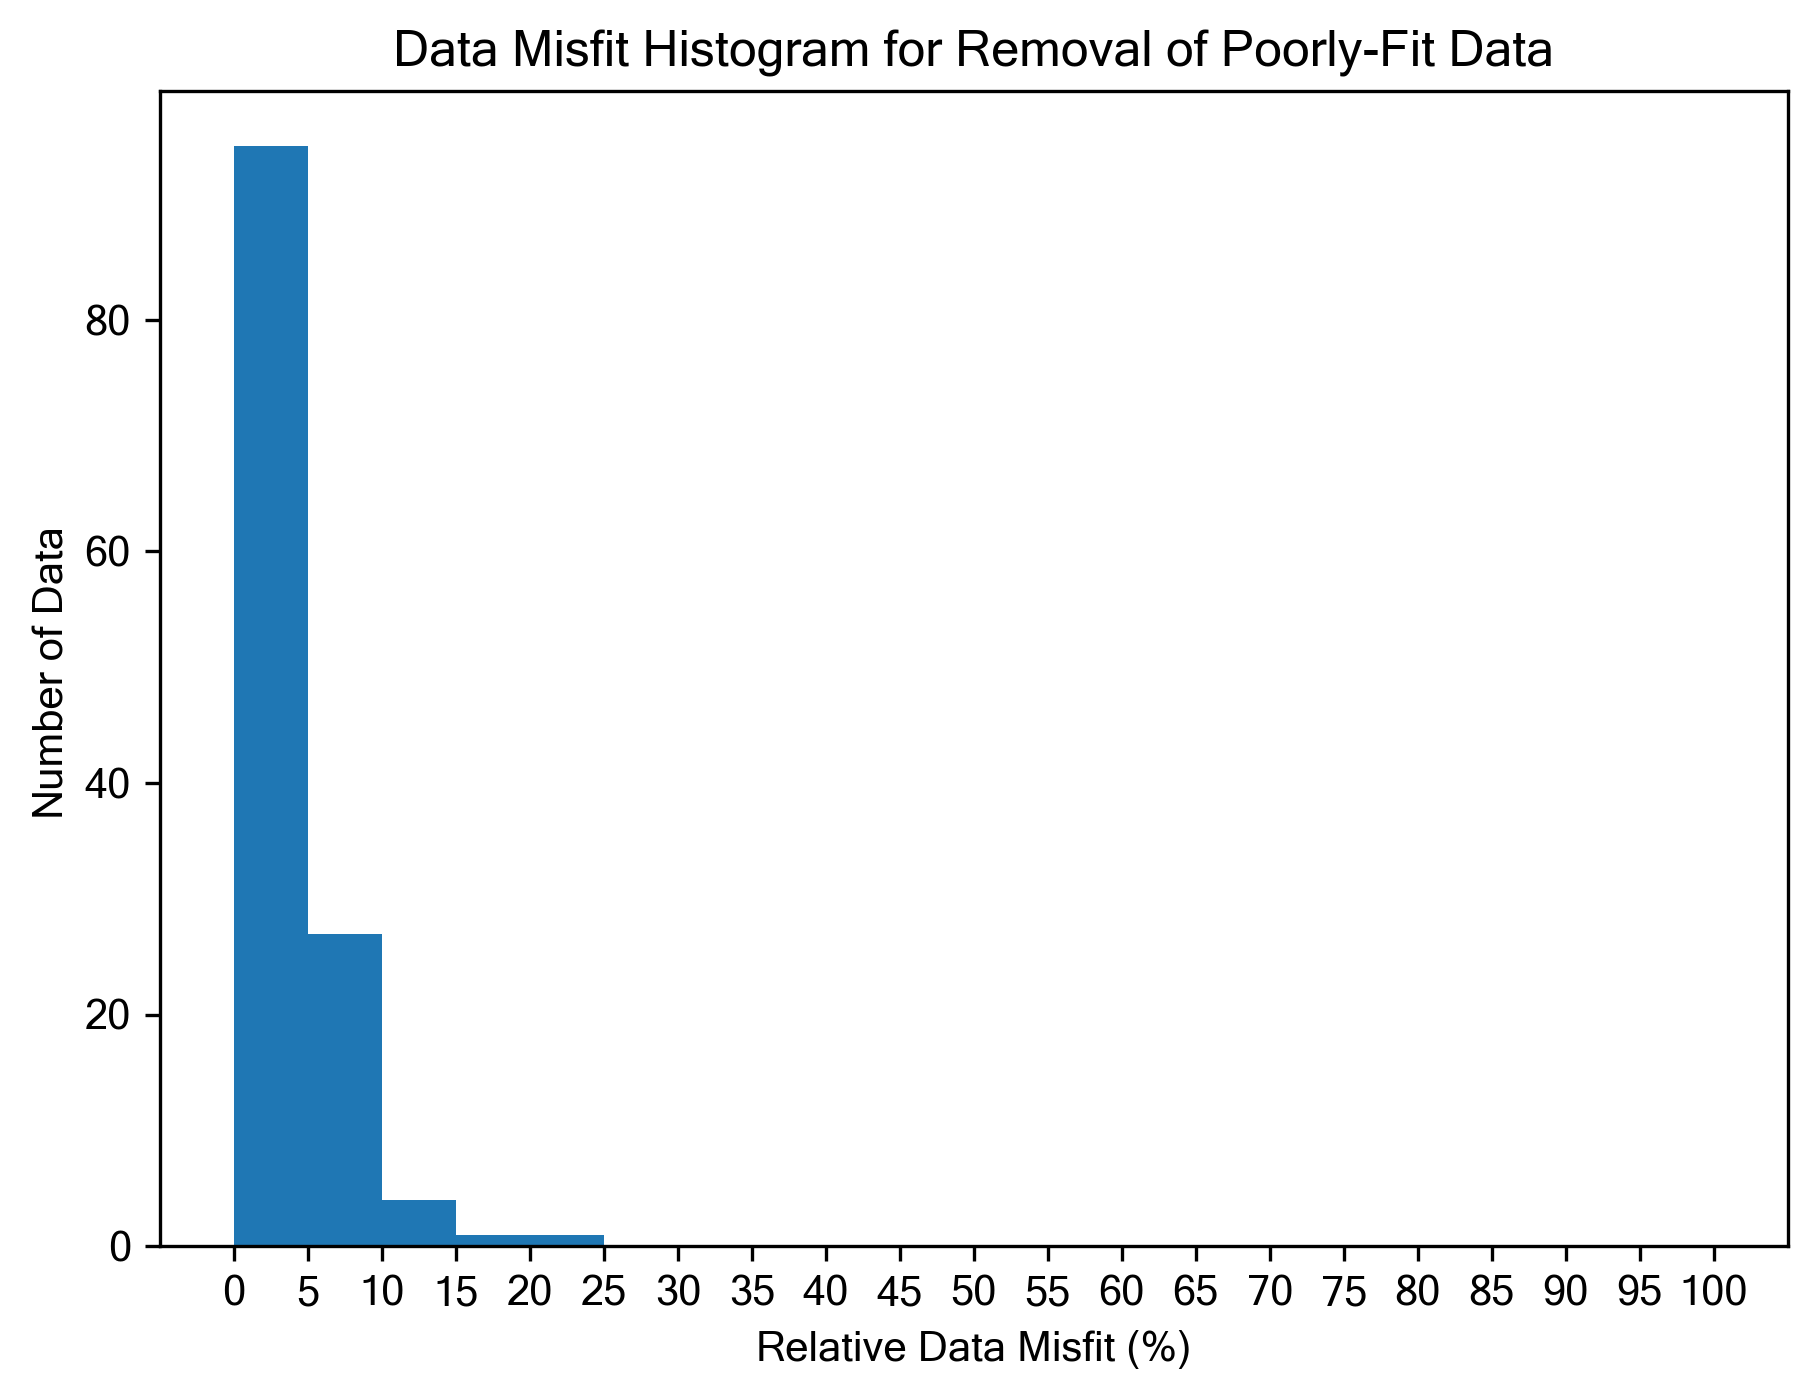 Data Misfit Histogram for Removal of Poorly-Fit Data
Number of Data
80
60
40
20
0
0 5 10 15 20 25 30 35 40 45 50 55 60 65 70 75 80 85 90 95 100
Relative Data Misfit (%)